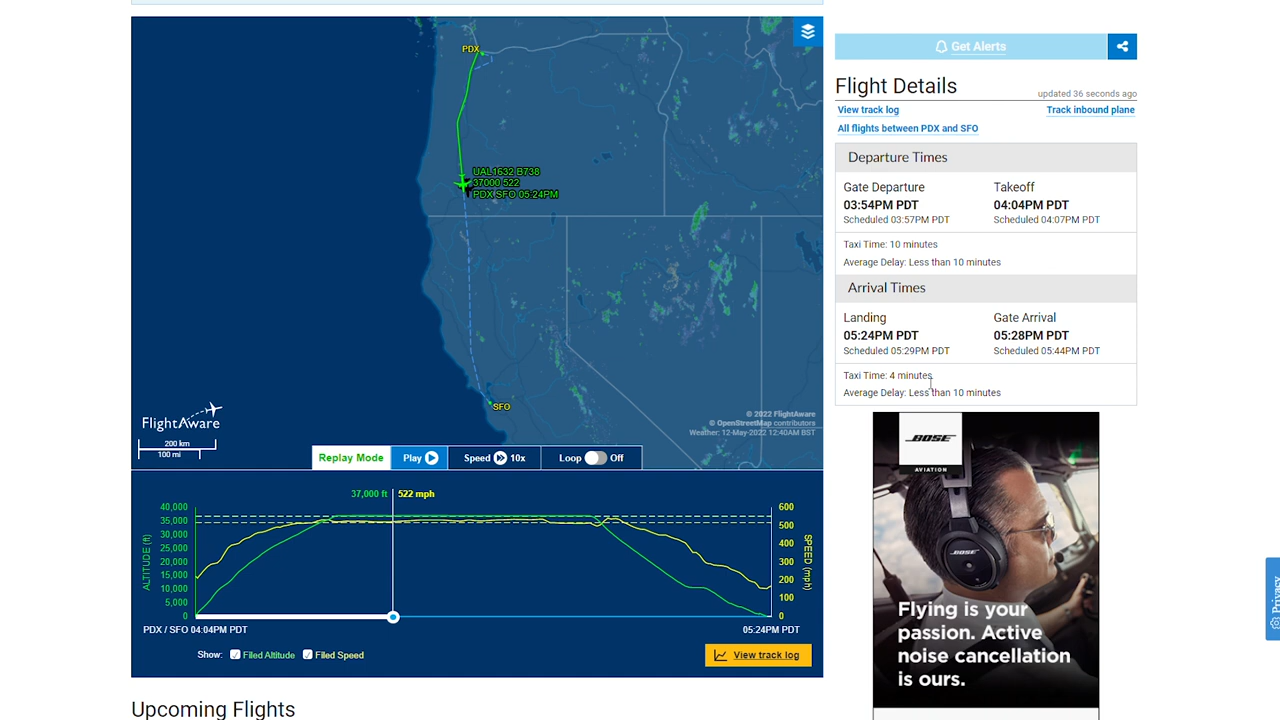 PDX
UAL1632 B738
37000 522
PDX SFO 05:24PM
SFO
FlightAware
200 km
100 mi
© 2022 FlightAware
© OpenStreetMap contributors
Weather: 12-May-2022 12:40AM BST
Replay Mode
Play
Speed 10x
Loop Off
37,000 ft 522 mph
40,000
35,000
30,000
25,000
20,000
15,000
10,000
5,000
0
ALTITUDE (ft)
600
500
400
300
200
100
0
SPEED (mph)
PDX / SFO 04:04PM PDT
05:24PM PDT
Show: Filed Altitude Filed Speed
View track log
Upcoming Flights
Get Alerts
Flight Details
updated 36 seconds ago
View track log
Track inbound plane
All flights between PDX and SFO
Departure Times
Gate Departure
03:54PM PDT
Scheduled 03:57PM PDT
Takeoff
04:04PM PDT
Scheduled 04:07PM PDT
Taxi Time: 10 minutes
Average Delay: Less than 10 minutes
Arrival Times
Landing
05:24PM PDT
Scheduled 05:29PM PDT
Gate Arrival
05:28PM PDT
Scheduled 05:44PM PDT
Taxi Time: 4 minutes
Average Delay: Less than 10 minutes
BOSE
AVIATION
BOSE
BOSE
Flying is your
passion. Active
noise cancellation
is ours.
Privacy